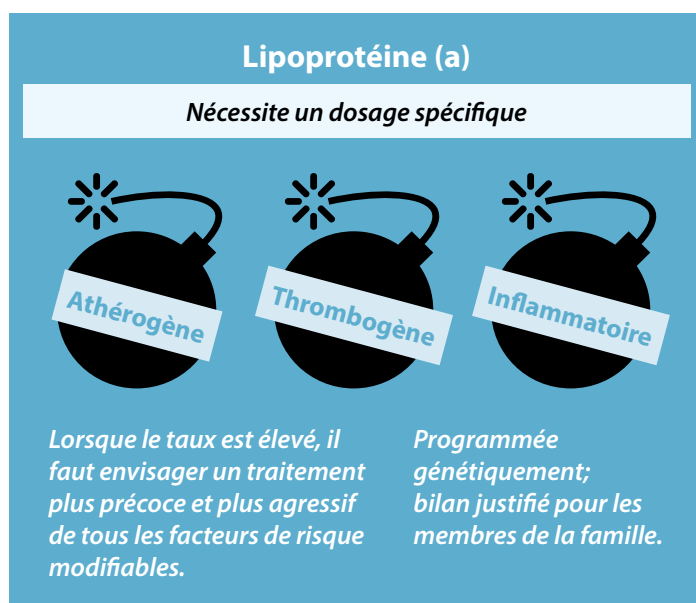 Lipoprotéine (a)
Nécessite un dosage spécifique
Athérogène
Thrombogène
Inflammatoire
Lorsque le taux est élevé, il
faut envisager un traitement
plus précoce et plus agressif
de tous les facteurs de risque
modifiables.
Programmée
génétiquement;
bilan justifié pour les
membres de la famille.